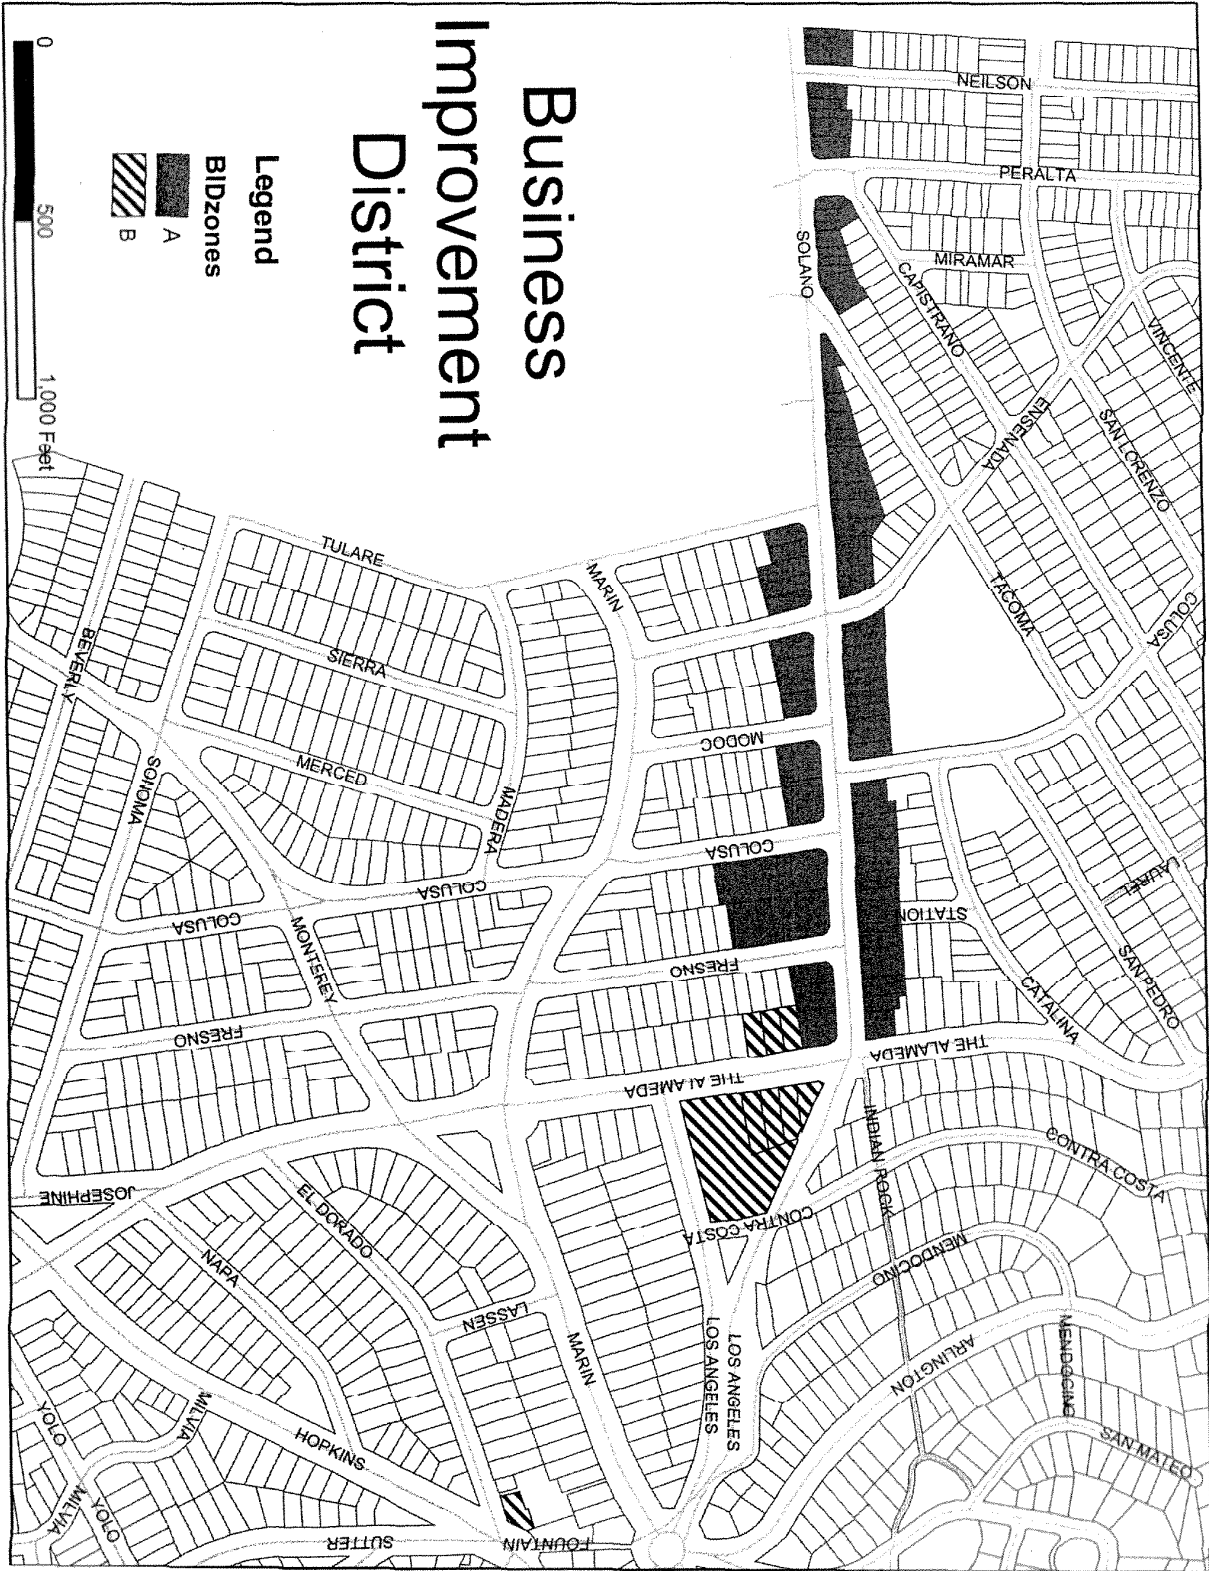 Business
Improvement
District
Legend
BIDzones
A
B
0
500
1,000 Feet
NEILSON
PERALTA
SOLANO
MIRAMAR
CAPISTRANO
VINCENTE
ENSENADA
SAN LORENZO
COLUSA
TACOMA
TULARE
MARIN
BEVERLY
SIERRA
MODOC
MERCED
SONOMA
MADERA
COLUSA
COLUSA
COLUSA
LAUREL
STATION
SAN PEDRO
CATALINA
MONTEREY
FRESNO
FRESNO
THE ALAMEDA
THE ALAMEDA
INDIAN ROCK
CONTRA COSTA
CONTRA COSTA
JOSEPHINE
EL DORADO
NAPA
LASSEN
MENDOCINO
MENDOCINO
ARLINGTON
MARIN
LOS ANGELES
LOS ANGELES
SAN MATEO
HOPKINS
MILVIA
YOLO
MILVIA
YOLO
SUTTER
FOUNTAIN